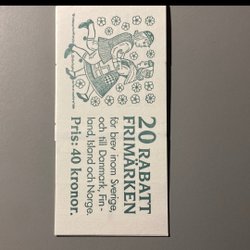 20 RABATT
FRIMÄRKEN
för brev inom Sverige,
och till Danmark, Fin-
land, Island och Norge.
Pris: 40 kronor.